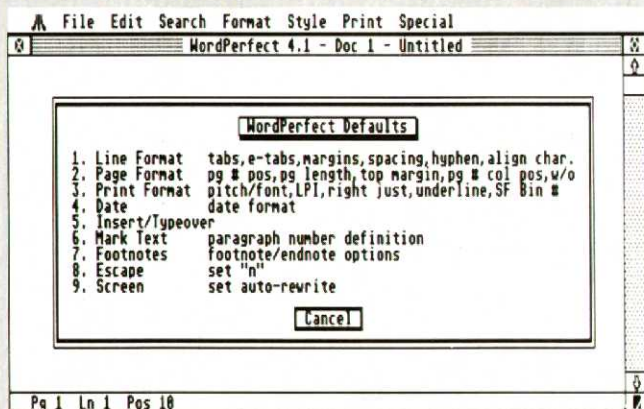 File Edit Search Format Style Print Special
WordPerfect 4.1 - Doc 1 - Untitled
WordPerfect Defaults
1. Line Format tabs,e-tabs,margins,spacing,hyphen,align char.
2. Page Format pg # pos,pg length,top margin,pg # col pos,w/o
3. Print Format pitch/font,LPI,right just,underline,SF Bin #
4. Date date format
5. Insert/Typeover
6. Mark Text paragraph number definition
7. Footnotes footnote/endnote options
8. Escape set "n"
9. Screen set auto-rewrite
Cancel
Pg 1 Ln 1 Pos 10